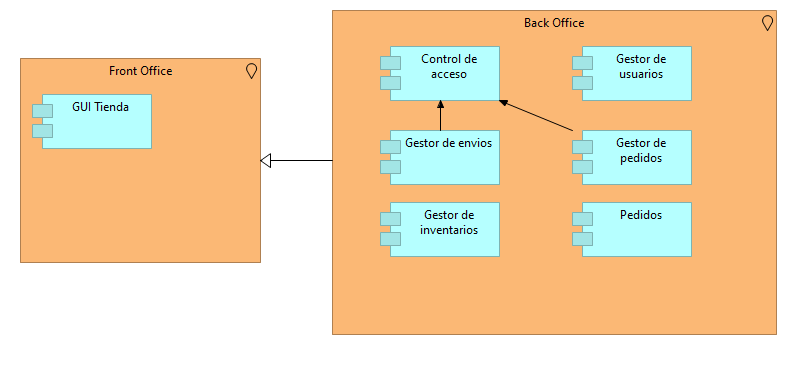 Front Office
GUI Tienda
Back Office
Control de
acceso
Gestor de
usuarios
Gestor de envios
Gestor de
pedidos
Gestor de
inventarios
Pedidos